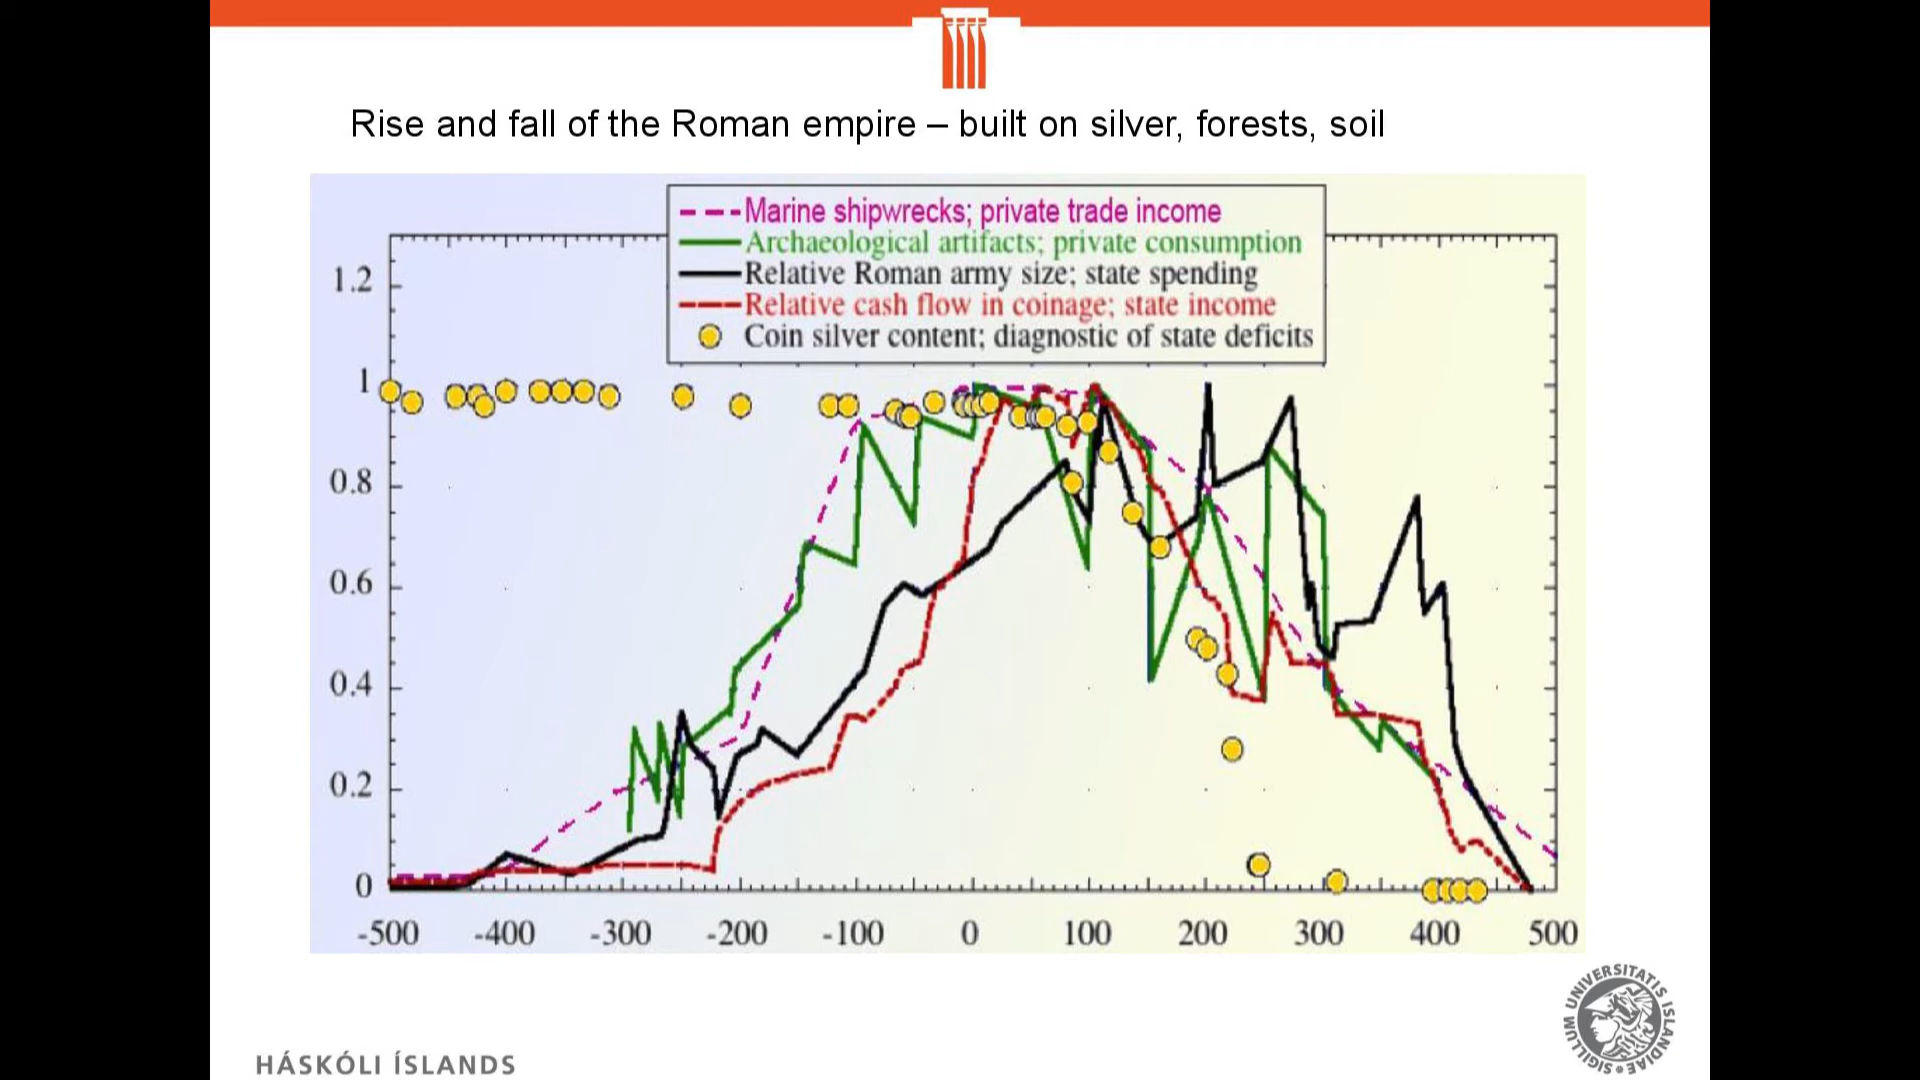 Rise and fall of the Roman empire – built on silver, forests, soil
Marine shipwrecks; private trade income
Archaeological artifacts; private consumption
Relative Roman army size; state spending
Relative cash flow in coinage; state income
Coin silver content; diagnostic of state deficits
1.2
1
0.8
0.6
0.4
0.2
0
-500 -400 -300 -200 -100 0 100 200 300 400 500
SIGILLUM UNIVERSITATIS ISLANDIAE
HÁSKÓLI ÍSLANDS